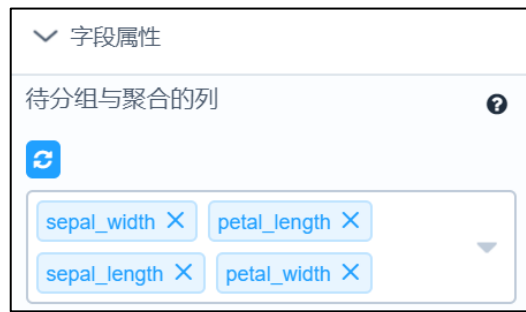 字段属性
待分组与聚合的列
sepal_width × petal_length ×
sepal_length × petal_width ×